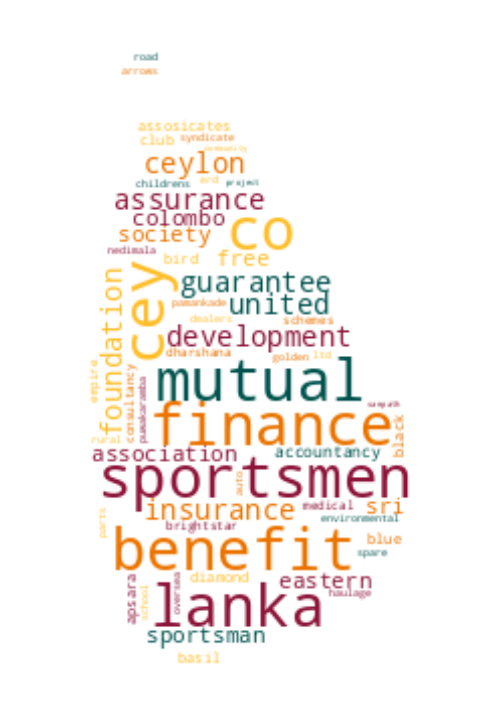 road
arrows
assosicates
club syndicate
community
ceylon
childrens and project
assurance
colombo co
society
nedimala
bird free
cey
guarantee
pamankade united
foundation
dealers schemes
development
dharshana golden ltd
empire
mutual
consultancy
pamakaramba
sampath
finance
black
association accountancy
sportsmen
auto
insurance medical sri
environmental
parts
brightstar
benefit blue
spare
diamond eastern
apsara
school
oversea
haulage
lanka
sportsman
basil